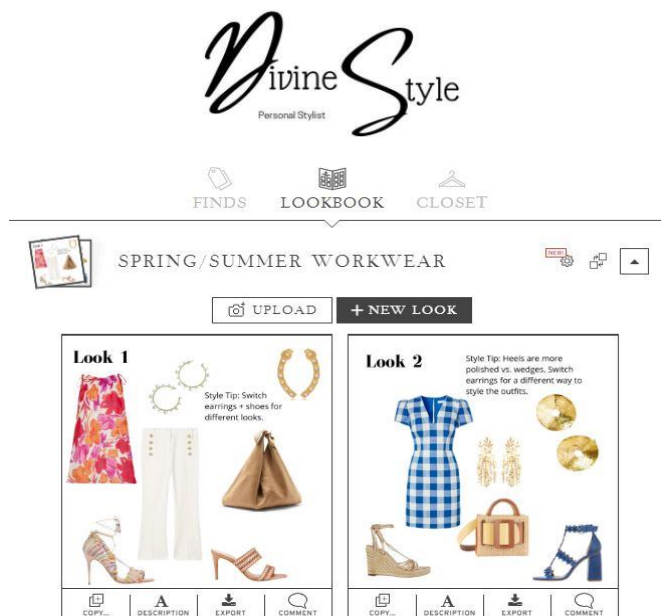 Divine Style
Personal Stylist
FINDS LOOKBOOK CLOSET
SPRING/SUMMER WORKWEAR
NEW!
UPLOAD + NEW LOOK
Look 1
Style Tip: Switch
earrings + shoes for
different looks.
COPY... DESCRIPTION EXPORT COMMENT
Look 2
Style Tip: Heels are more
polished vs. wedges. Switch
earrings for a different way to
style the outfits.
COPY... DESCRIPTION EXPORT COMMENT